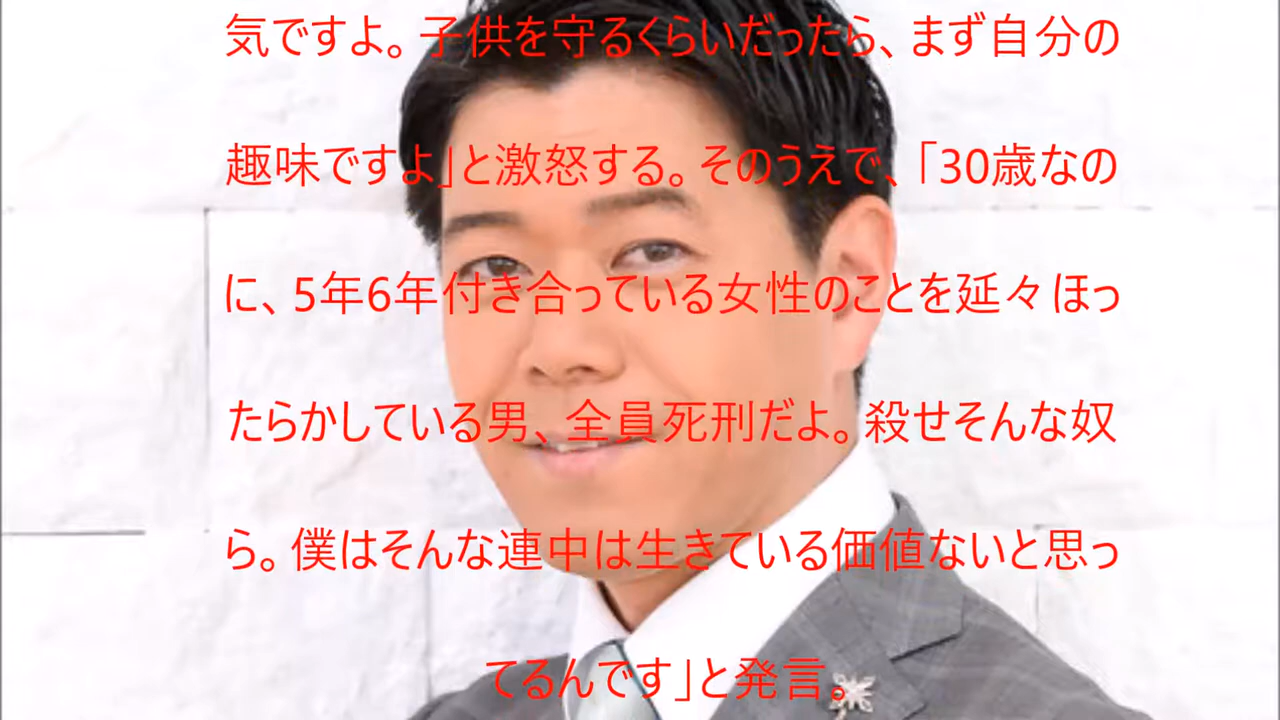 気ですよ。子供を守るくらいだったら、まず自分の
趣味ですよ」と激怒する。そのうえで、「30歳なの
に、5年6年付き合っている女性のことを延々ほっ
たらかしている男、全員死刑だよ。殺せそんな奴
ら。僕はそんな連中は生きている価値ないと思っ
てるんです」と発言。